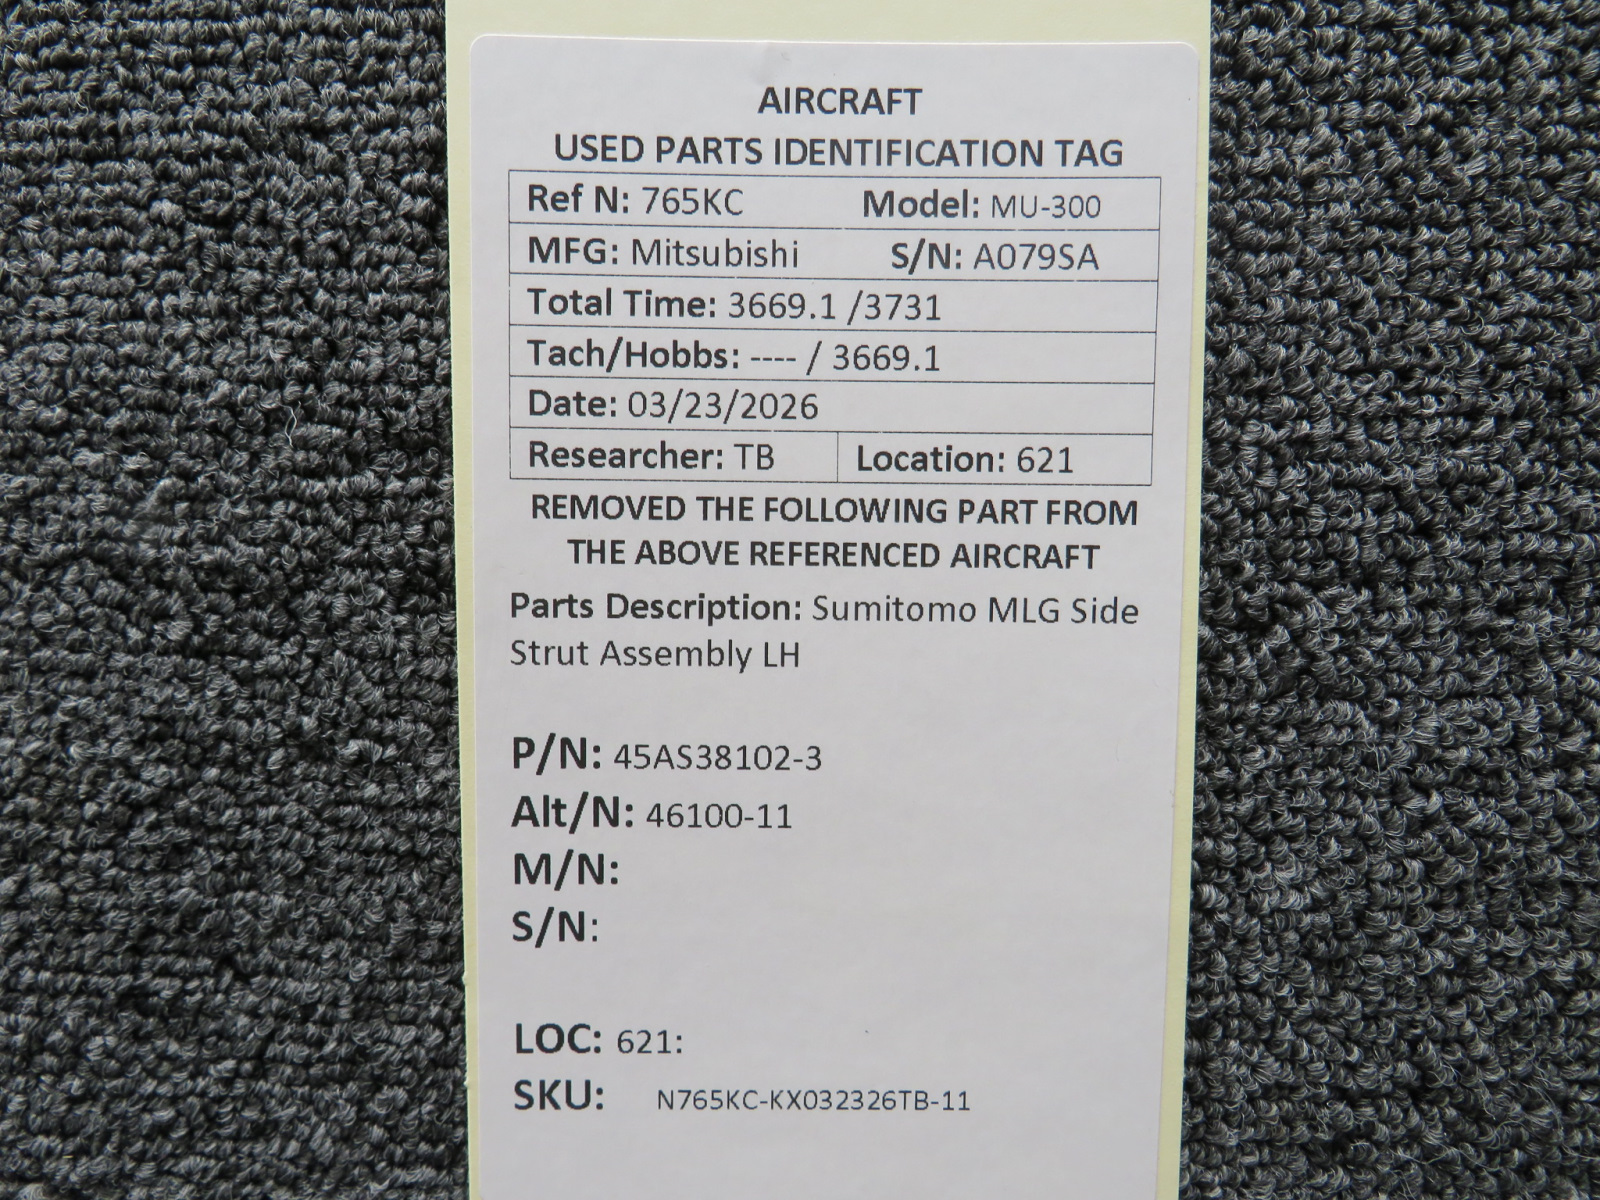 AIRCRAFT
USED PARTS IDENTIFICATION TAG
Ref N: 765KC Model: MU-300
MFG: Mitsubishi S/N: A079SA
Total Time: 3669.1 /3731
Tach/Hobbs: ---- / 3669.1
Date: 03/23/2026
Researcher: TB Location: 621
REMOVED THE FOLLOWING PART FROM
THE ABOVE REFERENCED AIRCRAFT
Parts Description: Sumitomo MLG Side
Strut Assembly LH
P/N: 45AS38102-3
Alt/N: 46100-11
M/N:
S/N:
LOC: 621:
SKU: N765KC-KX032326TB-11